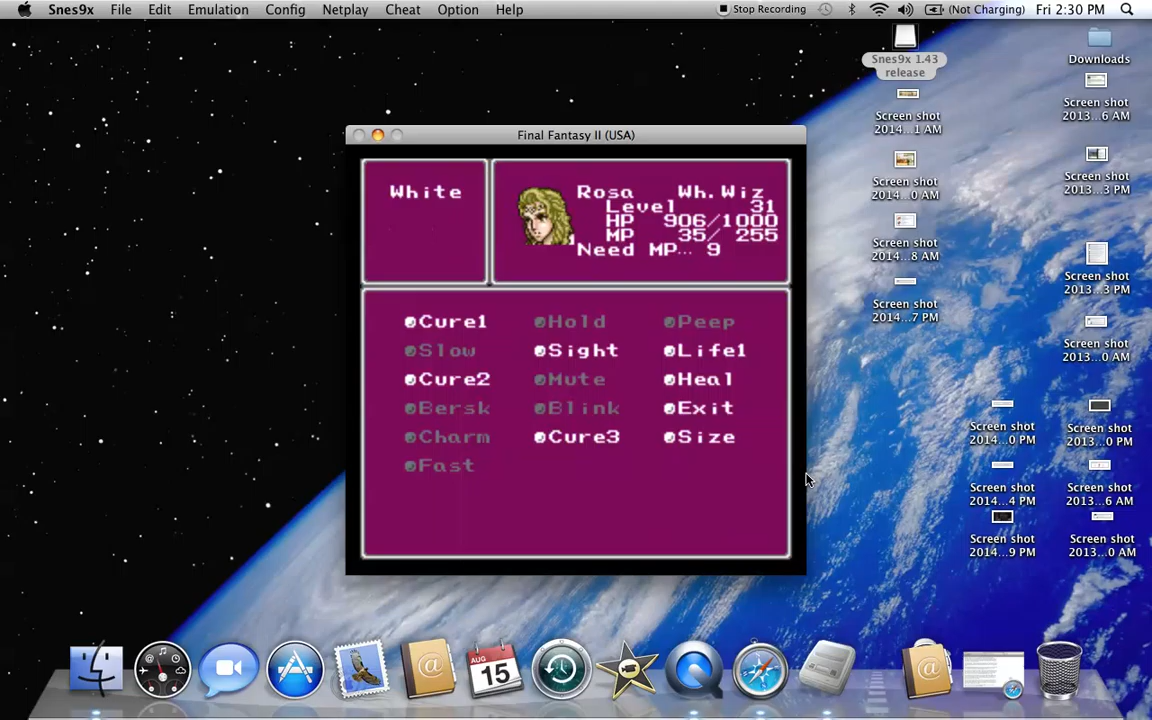 Snes9x File Edit Emulation Config Netplay Cheat Option Help Stop Recording (Not Charging) Fri 2:30 PM
Snes9x 1.43
release
Downloads
Screen shot
2014...1 AM
Screen shot
2013...6 AM
Screen shot
2014...0 AM
Screen shot
2013...3 PM
Screen shot
2014...8 AM
Screen shot
2013...3 PM
Screen shot
2014...7 PM
Screen shot
2013...0 AM
Screen shot
2014...0 PM
Screen shot
2013...0 PM
Screen shot
2014...4 PM
Screen shot
2013...6 AM
Screen shot
2014...9 PM
Screen shot
2013...0 AM
Final Fantasy II (USA)
White
Rosa Wh.Wiz
Level 31
HP 906/1000
MP 35/ 255
Need MP... 9
Cure1 Hold Peep
Slow Sight Life1
Cure2 Mute Heal
Bersk Blink Exit
Charm Cure3 Size
Fast
AUG
15